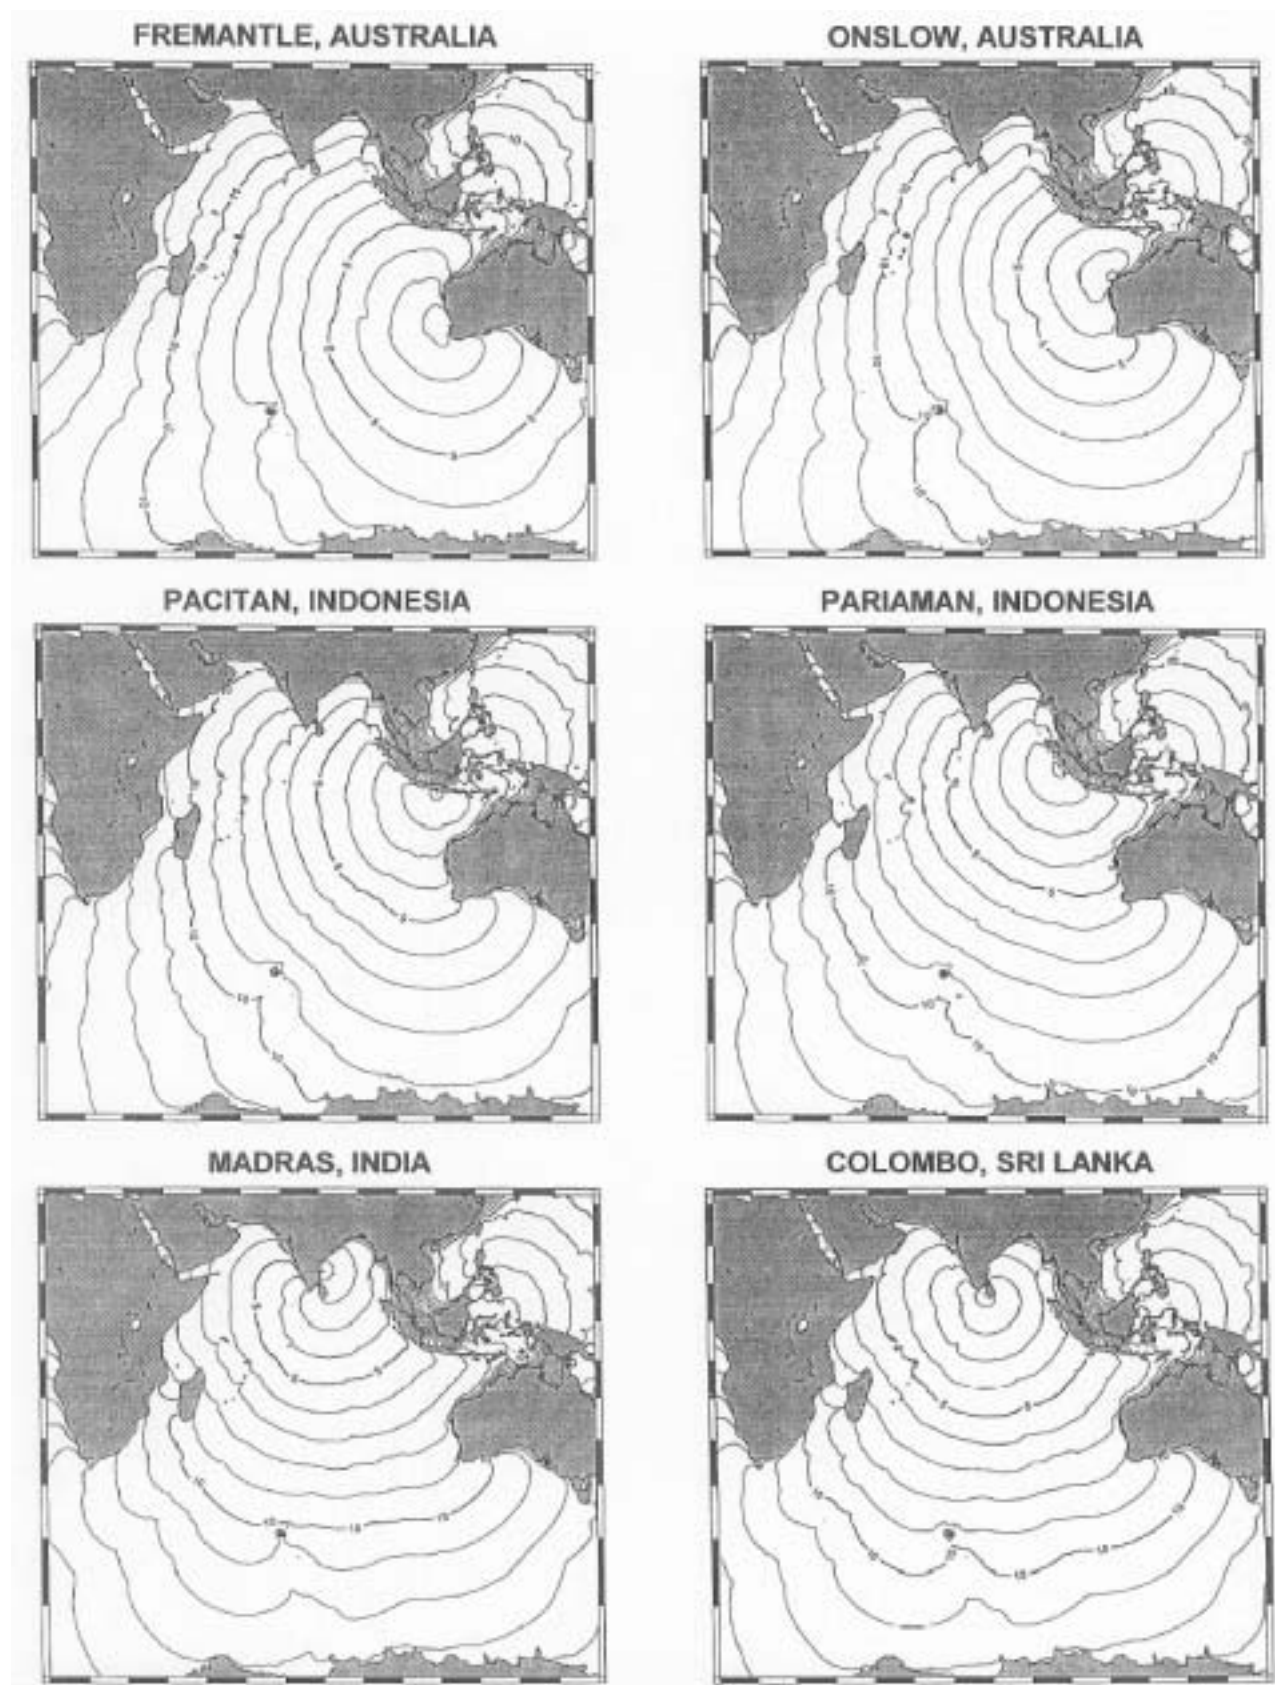 FREMANTLE, AUSTRALIA
ONSLOW, AUSTRALIA
PACITAN, INDONESIA
PARIAMAN, INDONESIA
MADRAS, INDIA
COLOMBO, SRI LANKA